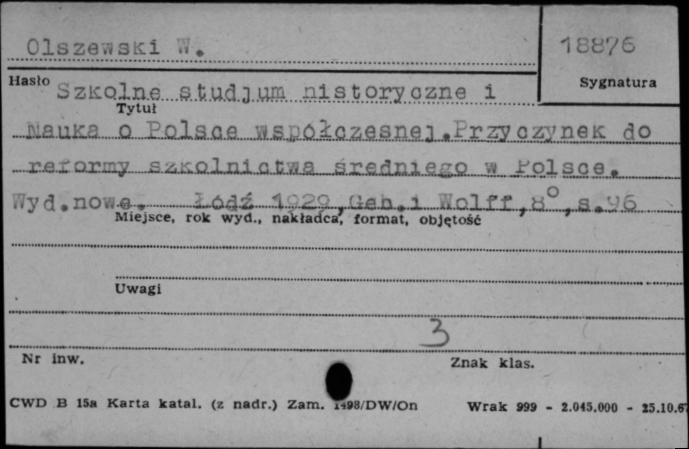 Olszewski W.
18876
Hasło
Sygnatura
Szkolne studjum historyczne i
Tytuł
Nauka o Polsce współczesnej.Przyczynek do
reformy szkolnictwa średniego w Polsce.
Wyd.nowe. Łódź 1929,Geb.i Wolff,8°,s.96
Miejsce, rok wyd., nakładca, format, objętość
Uwagi
3
Nr inw.
Znak klas.
CWD B 15a Karta katal. (z nadr.) Zam. 1498/DW/On
Wrak 999 - 2.045.000 - 25.10.67